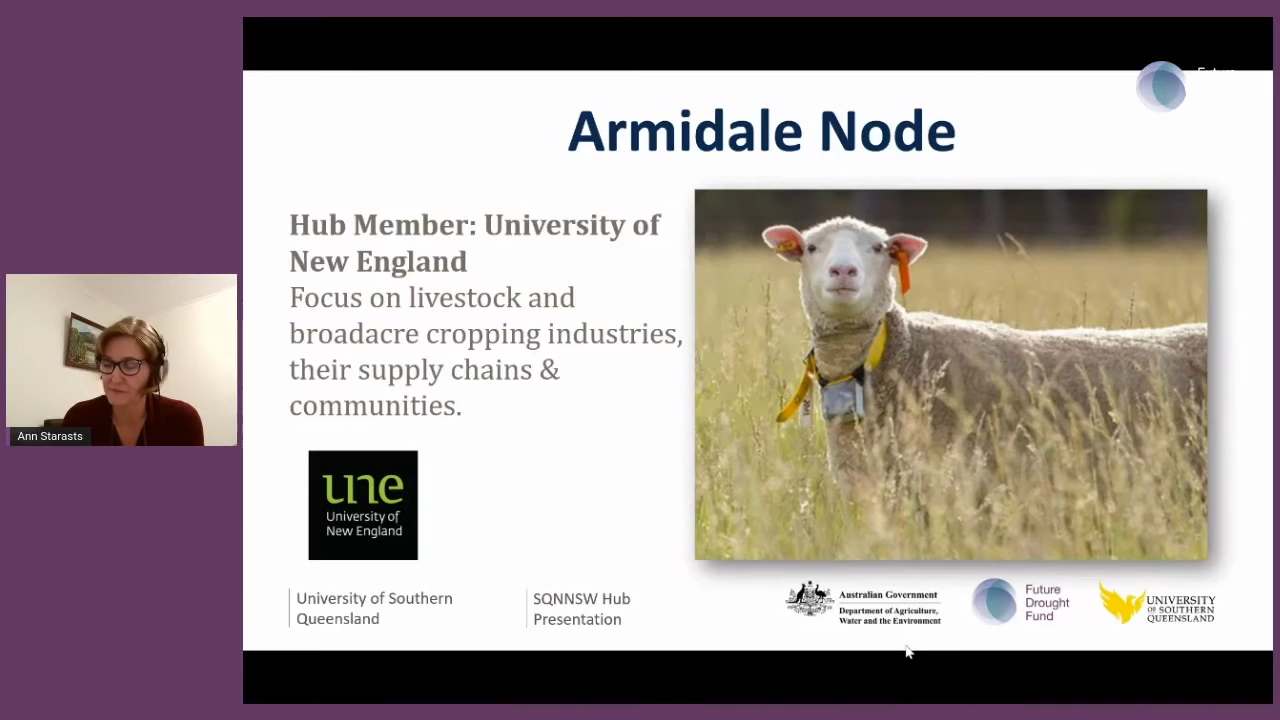 Armidale Node
Hub Member: University of
New England
Focus on livestock and
broadacre cropping industries,
their supply chains &
communities.
une
University of
New England
Ann Starasts
University of Southern
Queensland
SQNNSW Hub
Presentation
Australian Government
Department of Agriculture,
Water and the Environment
Future
Drought
Fund
UNIVERSITY
OF SOUTHERN
QUEENSLAND